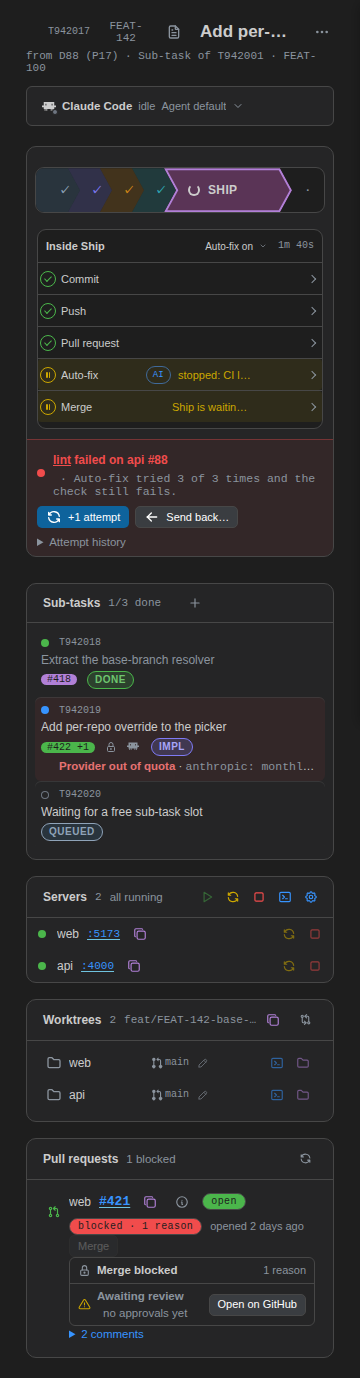 T942017 FEAT-142 Add per-…
from D88 (P17) · Sub-task of T942001 · FEAT-100
Claude Code idle Agent default
SHIP
Inside Ship Auto-fix on 1m 40s
Commit
Push
Pull request
Auto-fix AI stopped: CI l…
Merge Ship is waitin…
lint failed on api #88
· Auto-fix tried 3 of 3 times and the
check still fails.
+1 attempt Send back…
Attempt history
Sub-tasks 1/3 done
T942018
Extract the base-branch resolver
#418 DONE
T942019
Add per-repo override to the picker
#422 +1 IMPL
Provider out of quota · anthropic: monthl…
T942020
Waiting for a free sub-task slot
QUEUED
Servers 2 all running
web :5173
api :4000
Worktrees 2 feat/FEAT-142-base-…
web main
api main
Pull requests 1 blocked
web #421 open
blocked · 1 reason opened 2 days ago
Merge
Merge blocked 1 reason
Awaiting review
no approvals yet
Open on GitHub
2 comments